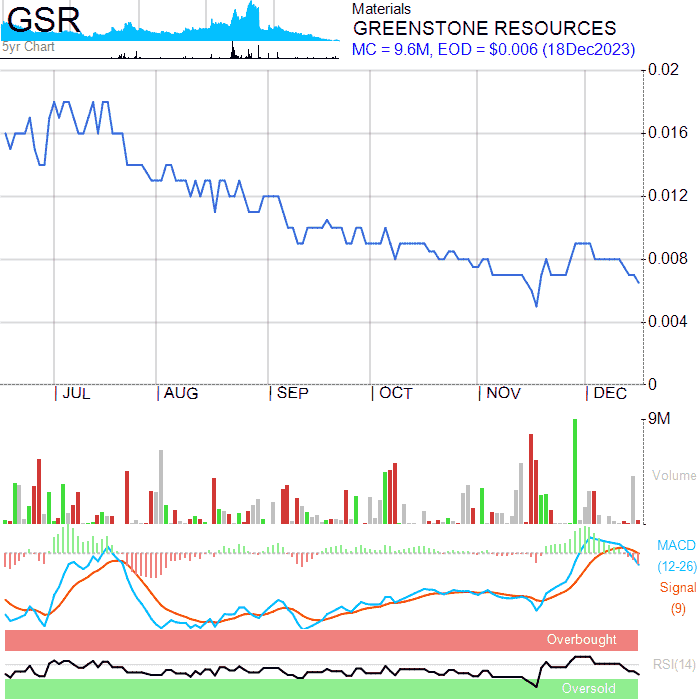 GSR
5yr Chart
Materials
GREENSTONE RESOURCES
MC = 9.6M, EOD = $0.006 (18Dec2023)
0.02
0.016
0.012
0.008
0.004
0
JUL AUG SEP OCT NOV DEC
9M
Volume
MACD
(12-26)
Signal
(9)
Overbought
RSI(14)
Oversold